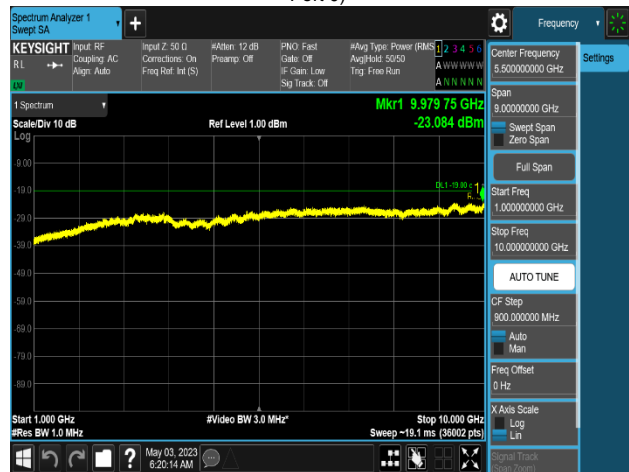 Spectrum Analyzer 1
Swept SA
+
Frequency
KEYSIGHT
Input: RF
Coupling: AC
Align: Auto
Input Z: 50 Ω
Corrections: On
Freq Ref: Int (S)
#Atten: 12 dB
Preamp: Off
PNO: Fast
Gate: Off
IF Gain: Low
Sig Track: Off
#Avg Type: Power (RMS
Avg|Hold: 50/50
Trig: Free Run
1 2 3 4 5 6
A W W W W W
A N N N N N
R L
LXI
1 Spectrum
Mkr1 9.979 75 GHz
Scale/Div 10 dB
Ref Level 1.00 dBm
-23.084 dBm
Log
-9.00
-19.0
-29.0
-39.0
-49.0
-59.0
-69.0
-79.0
-89.0
1
Start 1.000 GHz
#Video BW 3.0 MHz*
Stop 10.000 GHz
#Res BW 1.0 MHz
Sweep ~19.1 ms (36002 pts)
?
May 03, 2023
6:20:14 AM
Center Frequency
5.500000000 GHz
Settings
Span
9.00000000 GHz
Swept Span
Zero Span
Full Span
Start Freq
1.000000000 GHz
Stop Freq
10.000000000 GHz
AUTO TUNE
CF Step
900.000000 MHz
Auto
Man
Freq Offset
0 Hz
X Axis Scale
Log
Lin
Signal Track
(Span Zoom)